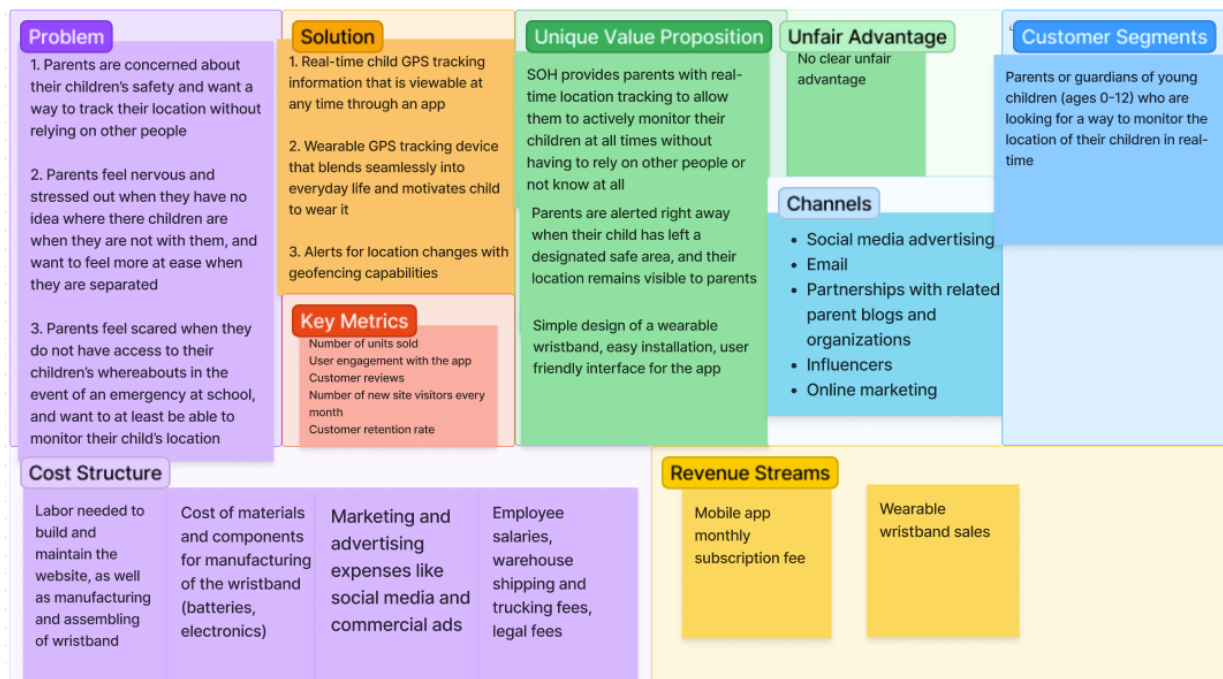 Problem
1. Parents are concerned about
their children's safety and want a
way to track their location without
relying on other people
2. Parents feel nervous and
stressed out when they have no
idea where there children are
when they are not with them, and
want to feel more at ease when
they are separated
3. Parents feel scared when they
do not have access to their
children's whereabouts in the
event of an emergency at school,
and want to at least be able to
monitor their child's location
Solution
1. Real-time child GPS tracking
information that is viewable at
any time through an app
2. Wearable GPS tracking device
that blends seamlessly into
everyday life and motivates child
to wear it
3. Alerts for location changes with
geofencing capabilities
Key Metrics
Number of units sold
User engagement with the app
Customer reviews
Number of new site visitors every
month
Customer retention rate
Unique Value Proposition
SOH provides parents with real-
time location tracking to allow
them to actively monitor their
children at all times without
having to rely on other people or
not know at all
Parents are alerted right away
when their child has left a
designated safe area, and their
location remains visible to parents
Simple design of a wearable
wristband, easy installation, user
friendly interface for the app
Unfair Advantage
No clear unfair
advantage
Channels
• Social media advertising
• Email
• Partnerships with related
parent blogs and
organizations
• Influencers
• Online marketing
Customer Segments
Parents or guardians of young
children (ages 0-12) who are
looking for a way to monitor the
location of their children in real-
time
Cost Structure
Labor needed to
build and
maintain the
website, as well
as manufacturing
and assembling
of wristband
Cost of materials
and components
for manufacturing
of the wristband
(batteries,
electronics)
Marketing and
advertising
expenses like
social media and
commercial ads
Employee
salaries,
warehouse
shipping and
trucking fees,
legal fees
Revenue Streams
Mobile app
monthly
subscription fee
Wearable
wristband sales